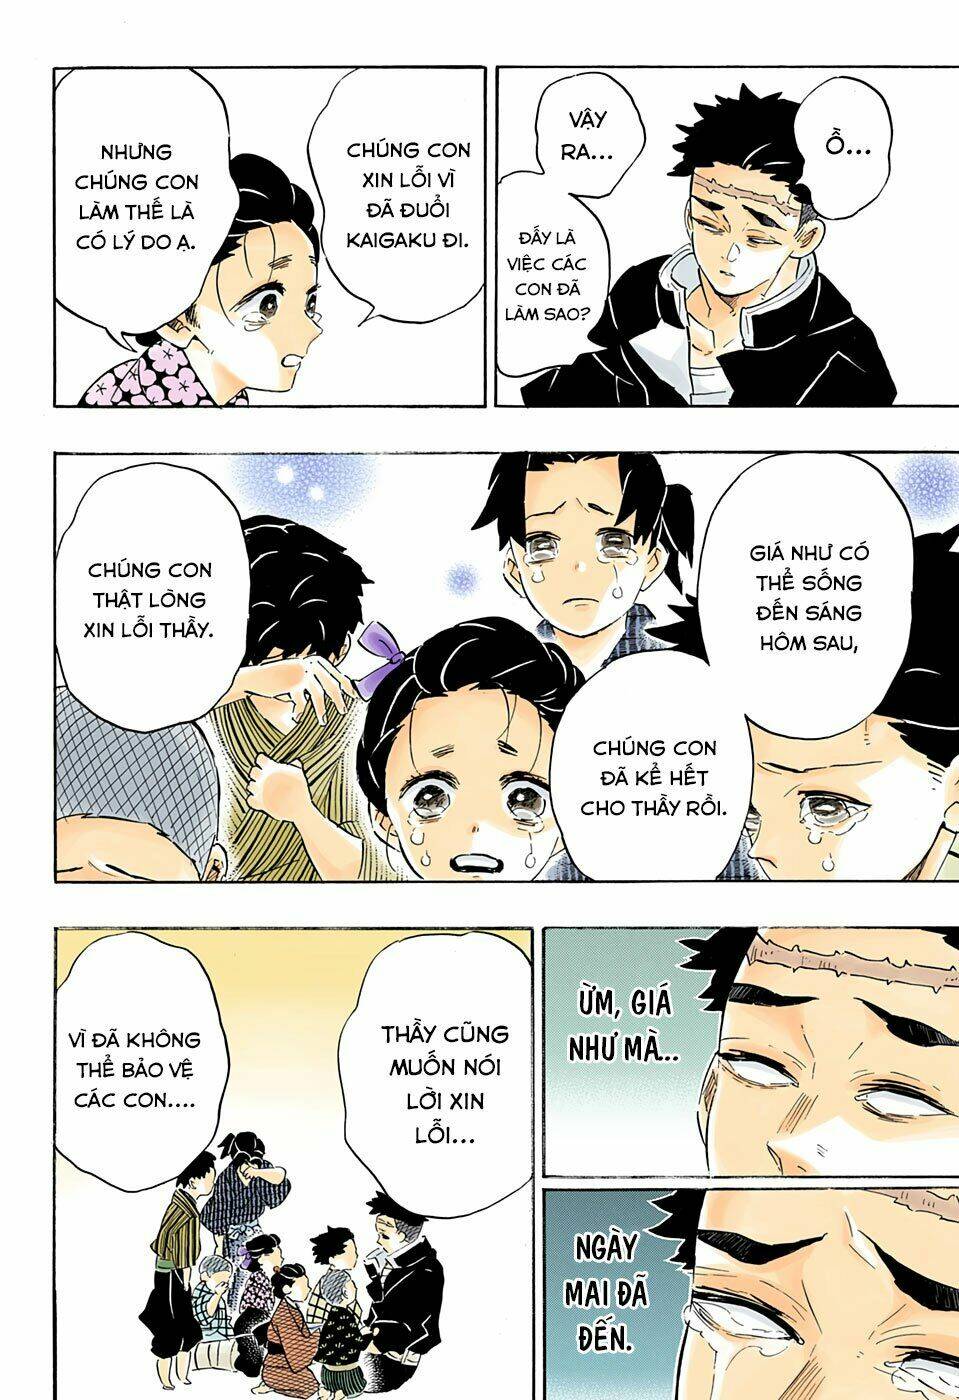 Ồ...
VẬY
RA...
ĐẤY LÀ
VIỆC CÁC
CON ĐÃ
LÀM SAO?
CHÚNG CON
XIN LỖI VÌ
ĐÃ ĐUỔI
KAIGAKU ĐI.
NHƯNG
CHÚNG CON
LÀM THẾ LÀ
CÓ LÝ DO Ạ.
GIÁ NHƯ CÓ
THỂ SỐNG
ĐẾN SÁNG
HÔM SAU,
CHÚNG CON
ĐÃ KỂ HẾT
CHO THẦY RỒI.
CHÚNG CON
THẬT LÒNG
XIN LỖI THẦY.
ỪM, GIÁ
NHƯ MÀ..
NGÀY
MAI ĐÃ
ĐẾN.
THẦY CŨNG
MUỐN NÓI
LỜI XIN
LỖI...
VÌ ĐÃ KHÔNG
THỂ BẢO VỆ
CÁC CON....